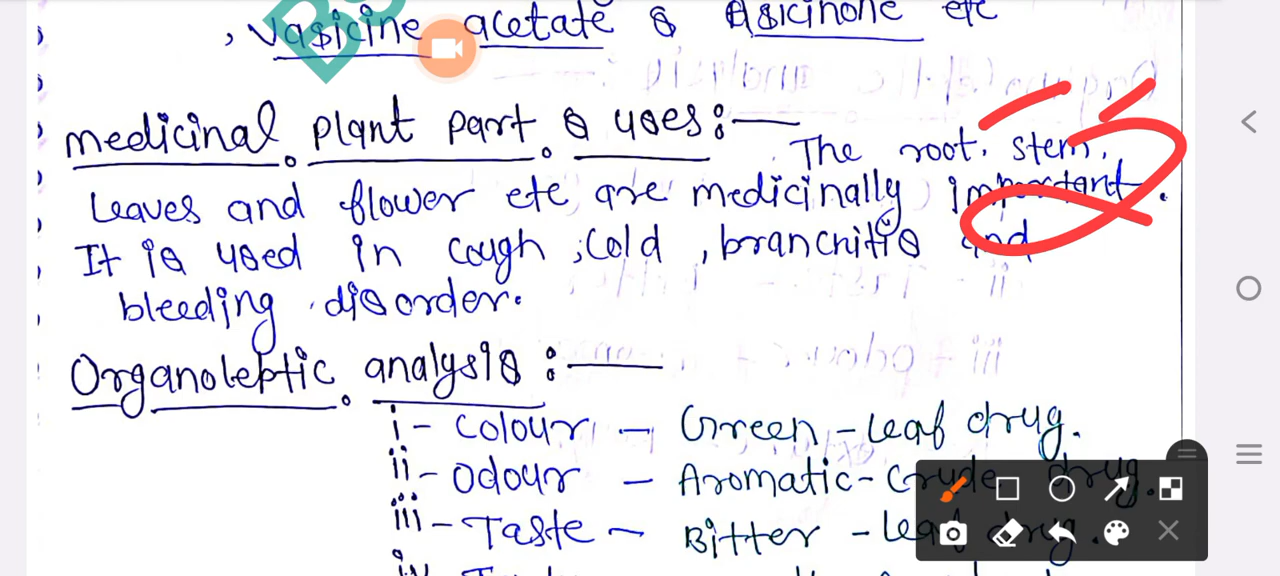 , vasicine acetate & asicinone etc
medicinal plant part & uses :—
The root, stem,
Leaves and flower etc are medicinally important.
It is used in cough, cold, branchitis and
bleeding disorder.
Organoleptic analysis :—
i - colour - Green - Leaf drug.
ii - odour - Aromatic - Crude drug.
iii - Taste - Bitter - Leaf drug.